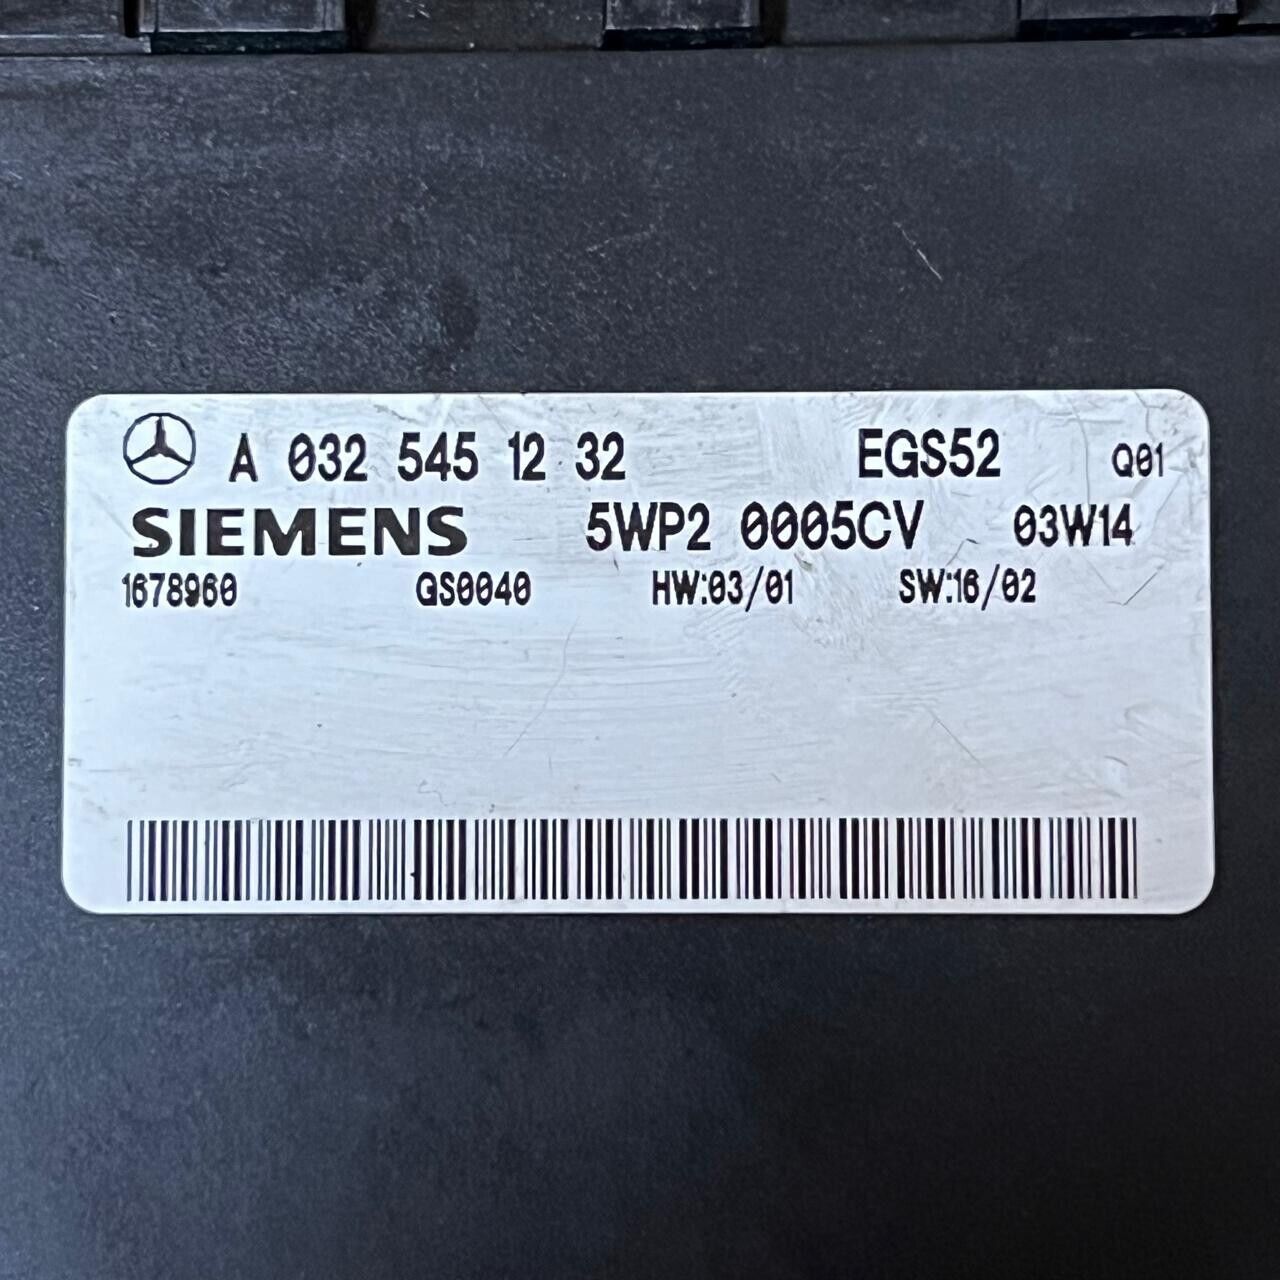 A 032 545 12 32 EGS52 Q01
SIEMENS 5WP2 0005CV 03W14
1678960 GS0040 HW:03/01 SW:16/02